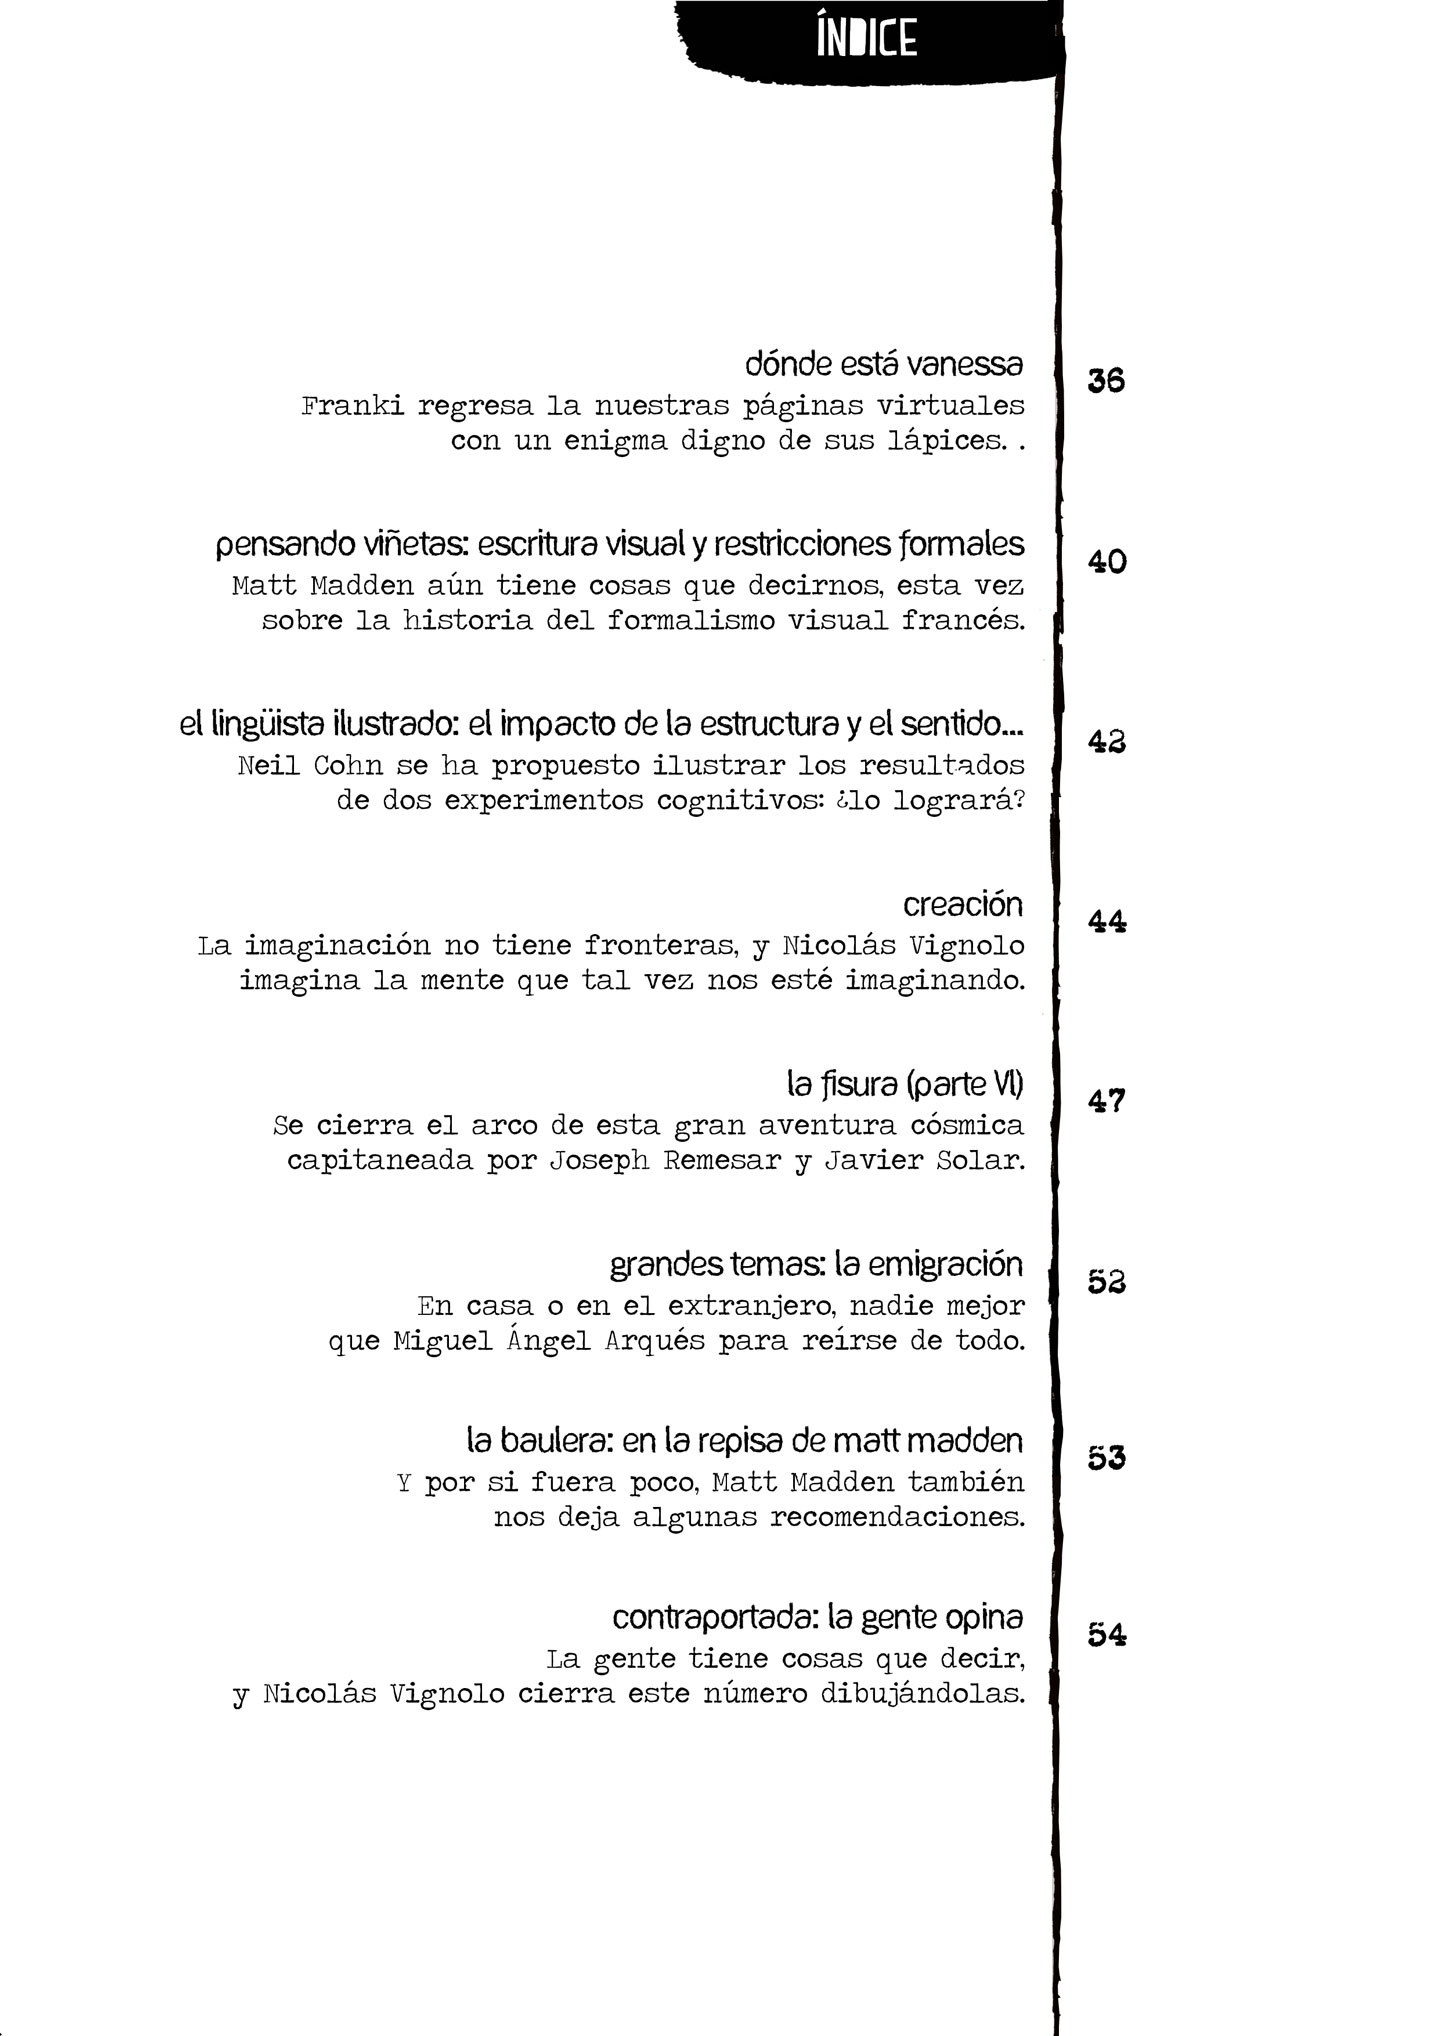 ÍNDICE
dónde está vanessa
36
Franki regresa la nuestras páginas virtuales
con un enigma digno de sus lápices. .
pensando viñetas: escritura visual y restricciones formales
40
Matt Madden aún tiene cosas que decirnos, esta vez
sobre la historia del formalismo visual francés.
el lingüista ilustrado: el impacto de la estructura y el sentido...
42
Neil Cohn se ha propuesto ilustrar los resultados
de dos experimentos cognitivos: ¿lo logrará?
creación
44
La imaginación no tiene fronteras, y Nicolás Vignolo
imagina la mente que tal vez nos esté imaginando.
la fisura (parte VI)
47
Se cierra el arco de esta gran aventura cósmica
capitaneada por Joseph Remesar y Javier Solar.
grandes temas: la emigración
52
En casa o en el extranjero, nadie mejor
que Miguel Ángel Arqués para reírse de todo.
la baulera: en la repisa de matt madden
53
Y por si fuera poco, Matt Madden también
nos deja algunas recomendaciones.
contraportada: la gente opina
54
La gente tiene cosas que decir,
y Nicolás Vignolo cierra este número dibujándolas.